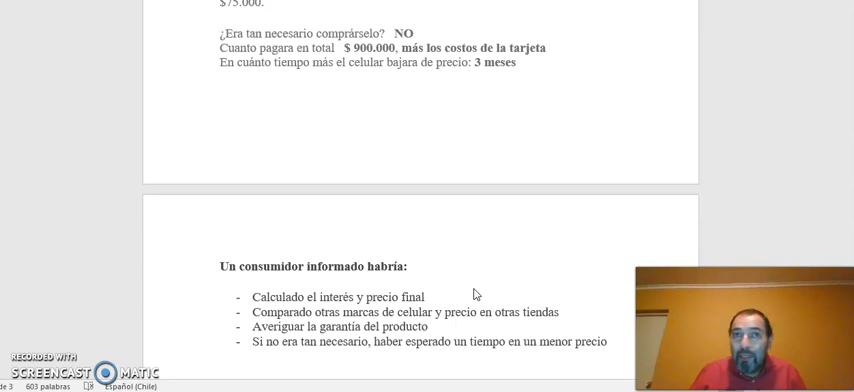 $75.000.
¿Era tan necesario comprárselo? NO
Cuanto pagara en total $ 900.000, más los costos de la tarjeta
En cuánto tiempo más el celular bajara de precio: 3 meses
Un consumidor informado habría:
- Calculado el interés y precio final
- Comparado otras marcas de celular y precio en otras tiendas
- Averiguar la garantía del producto
- Si no era tan necesario, haber esperado un tiempo en un menor precio
RECORDED WITH
SCREENCAST MATIC
de 3 603 palabras Español (Chile)